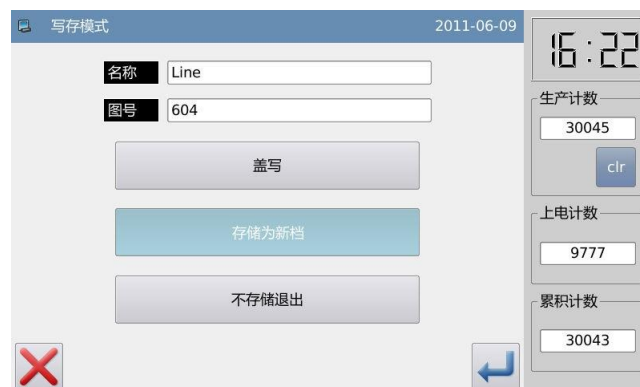 写存模式 2011-06-09
16:22
名称 Line
图号 604
盖写
存储为新档
不存储退出
生产计数
30045
clr
上电计数
9777
累积计数
30043